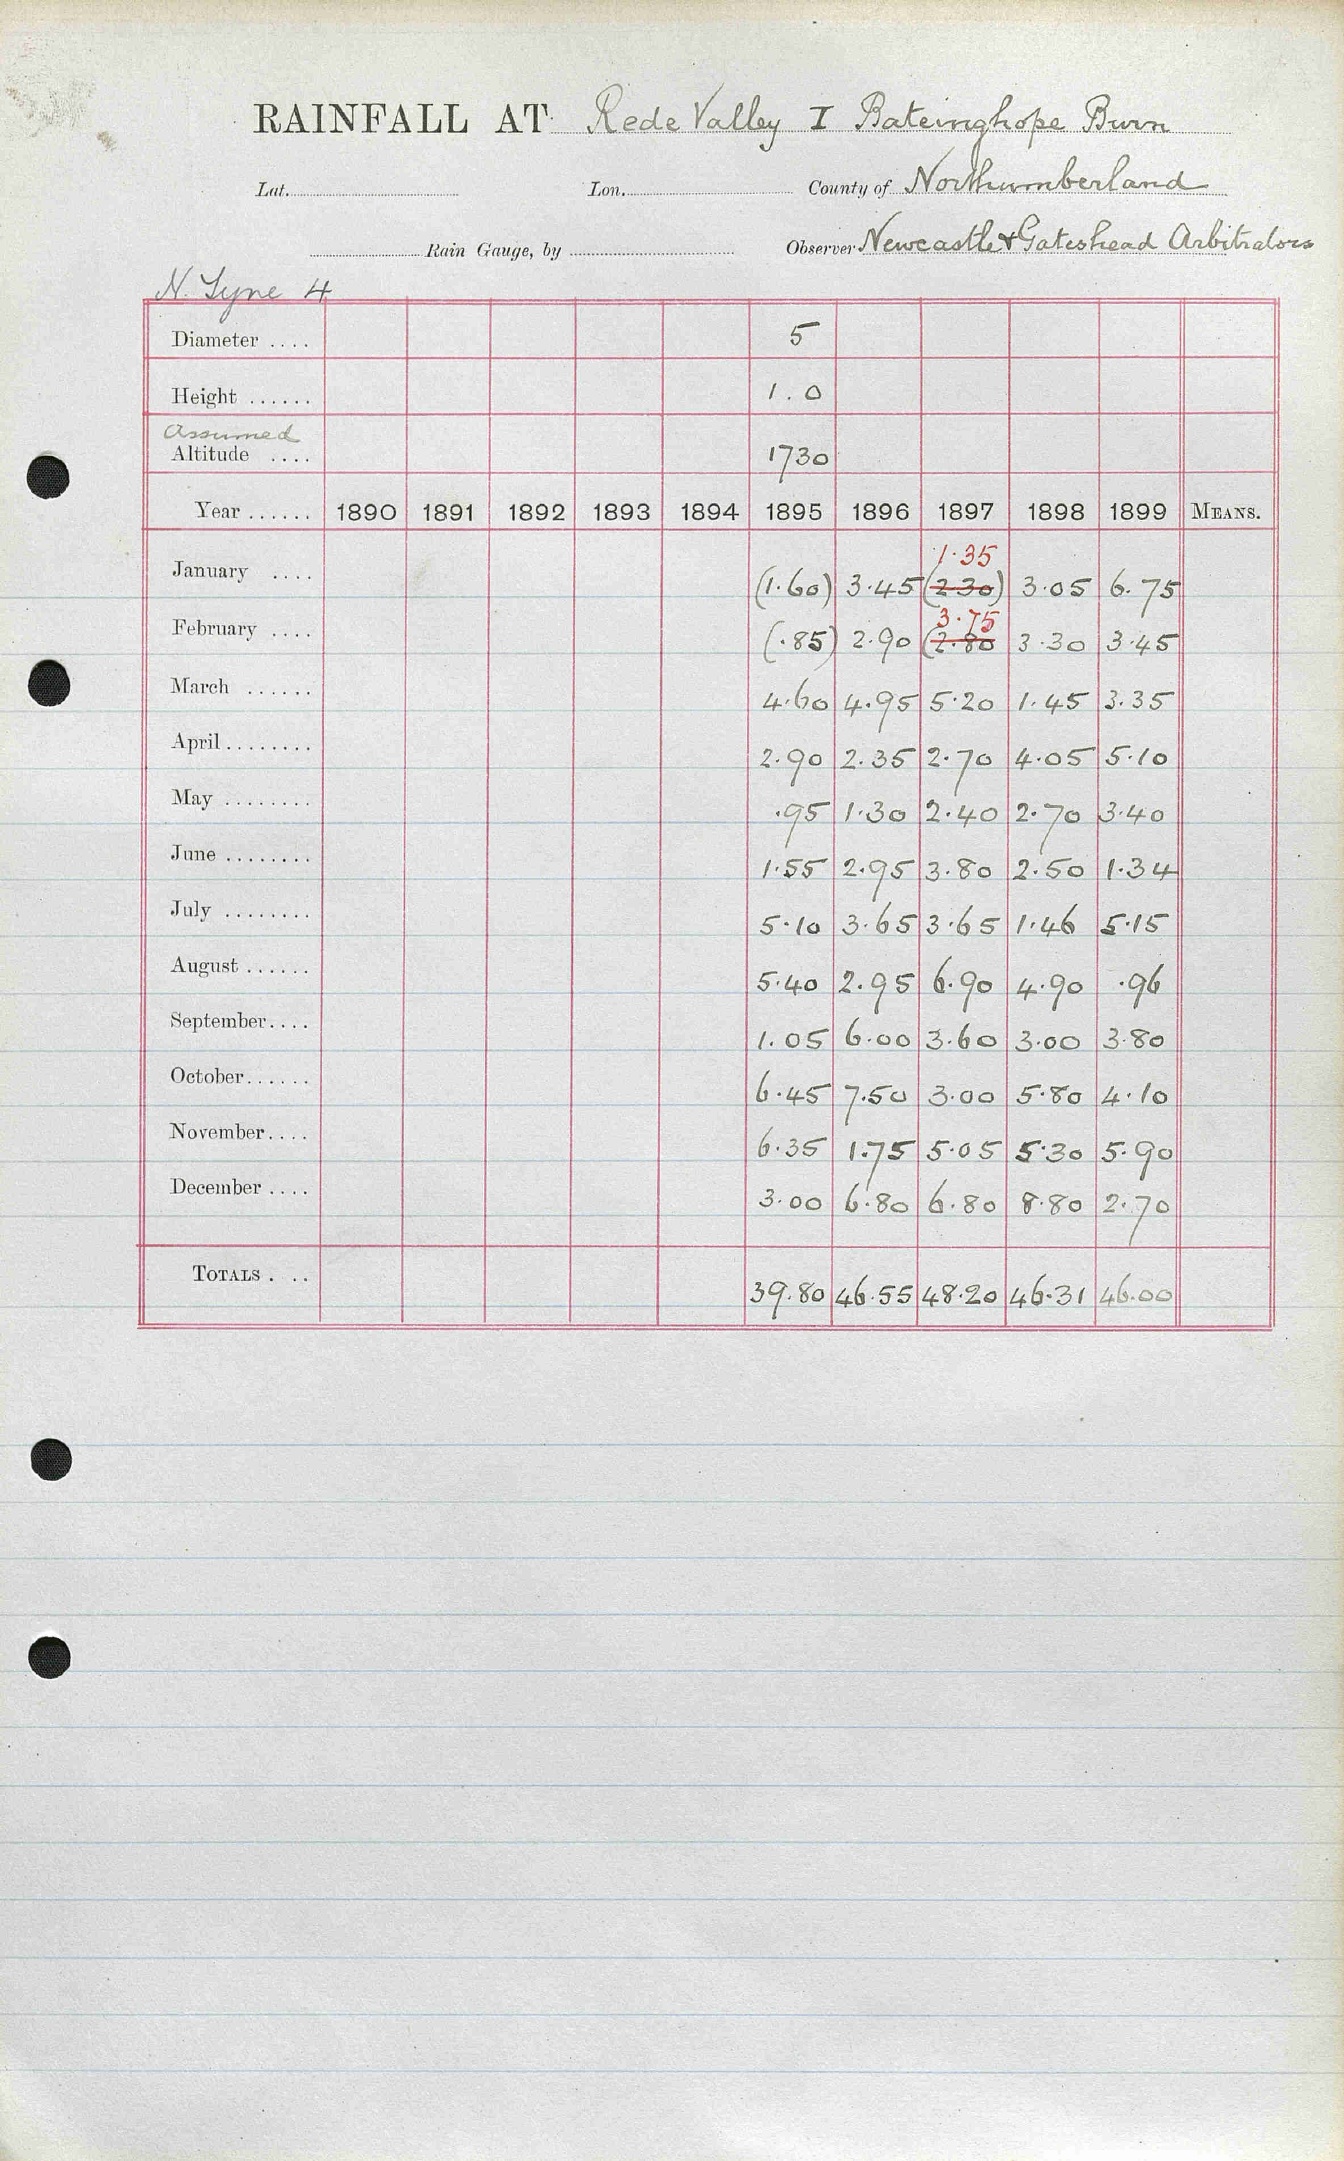 RAINFALL AT Rede Valley I Bateinghope Burn
Lat. Lon. County of Northumberland
Rain Gauge, by Observer Newcastle & Gateshead Arbitrators
N. Tyne 4
Diameter .... 5
Height ...... 1.0
Assumed
Altitude .... 1730
Year ...... 1890 1891 1892 1893 1894 1895 1896 1897 1898 1899 MEANS.
1.35
January .... (1.60) 3.45 (2.30) 3.05 6.75
3.75
February .... (.85) 2.90 (2.80 3.30 3.45
March ...... 4.60 4.95 5.20 1.45 3.35
April ........ 2.90 2.35 2.70 4.05 5.10
May ........ .95 1.30 2.40 2.70 3.40
June ........ 1.55 2.95 3.80 2.50 1.34
July ........ 5.10 3.65 3.65 1.46 5.15
August ...... 5.40 2.95 6.90 4.90 .96
September.... 1.05 6.00 3.60 3.00 3.80
October...... 6.45 7.50 3.00 5.80 4.10
November.... 6.35 1.75 5.05 5.30 5.90
December .... 3.00 6.80 6.80 8.80 2.70
TOTALS . .. 39.80 46.55 48.20 46.31 46.00